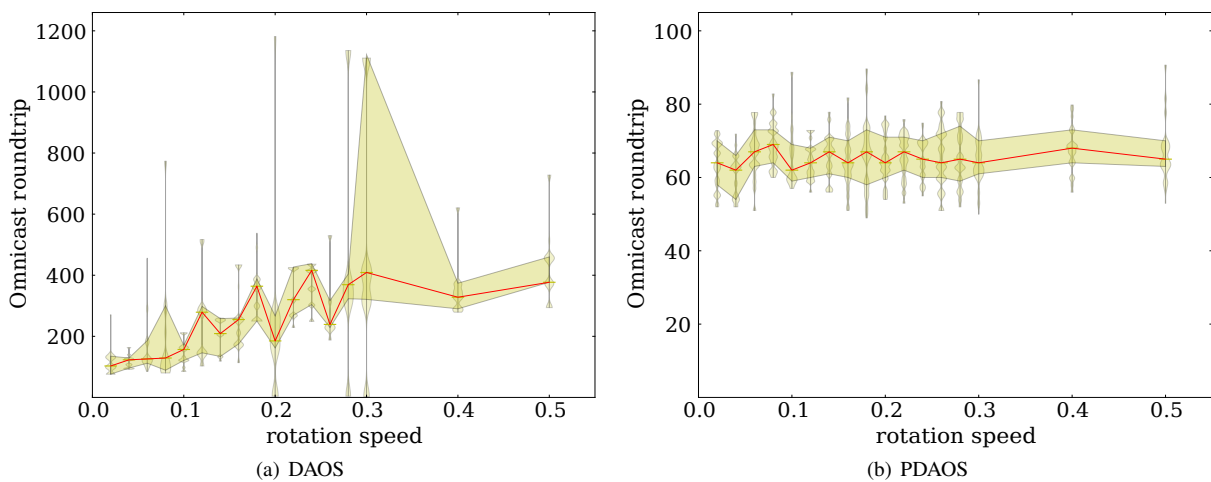 Omnicast roundtrip
1200
1000
800
600
400
200
0.0 0.1 0.2 0.3 0.4 0.5
rotation speed
(a) DAOS
Omnicast roundtrip
100
80
60
40
20
0.0 0.1 0.2 0.3 0.4 0.5
rotation speed
(b) PDAOS